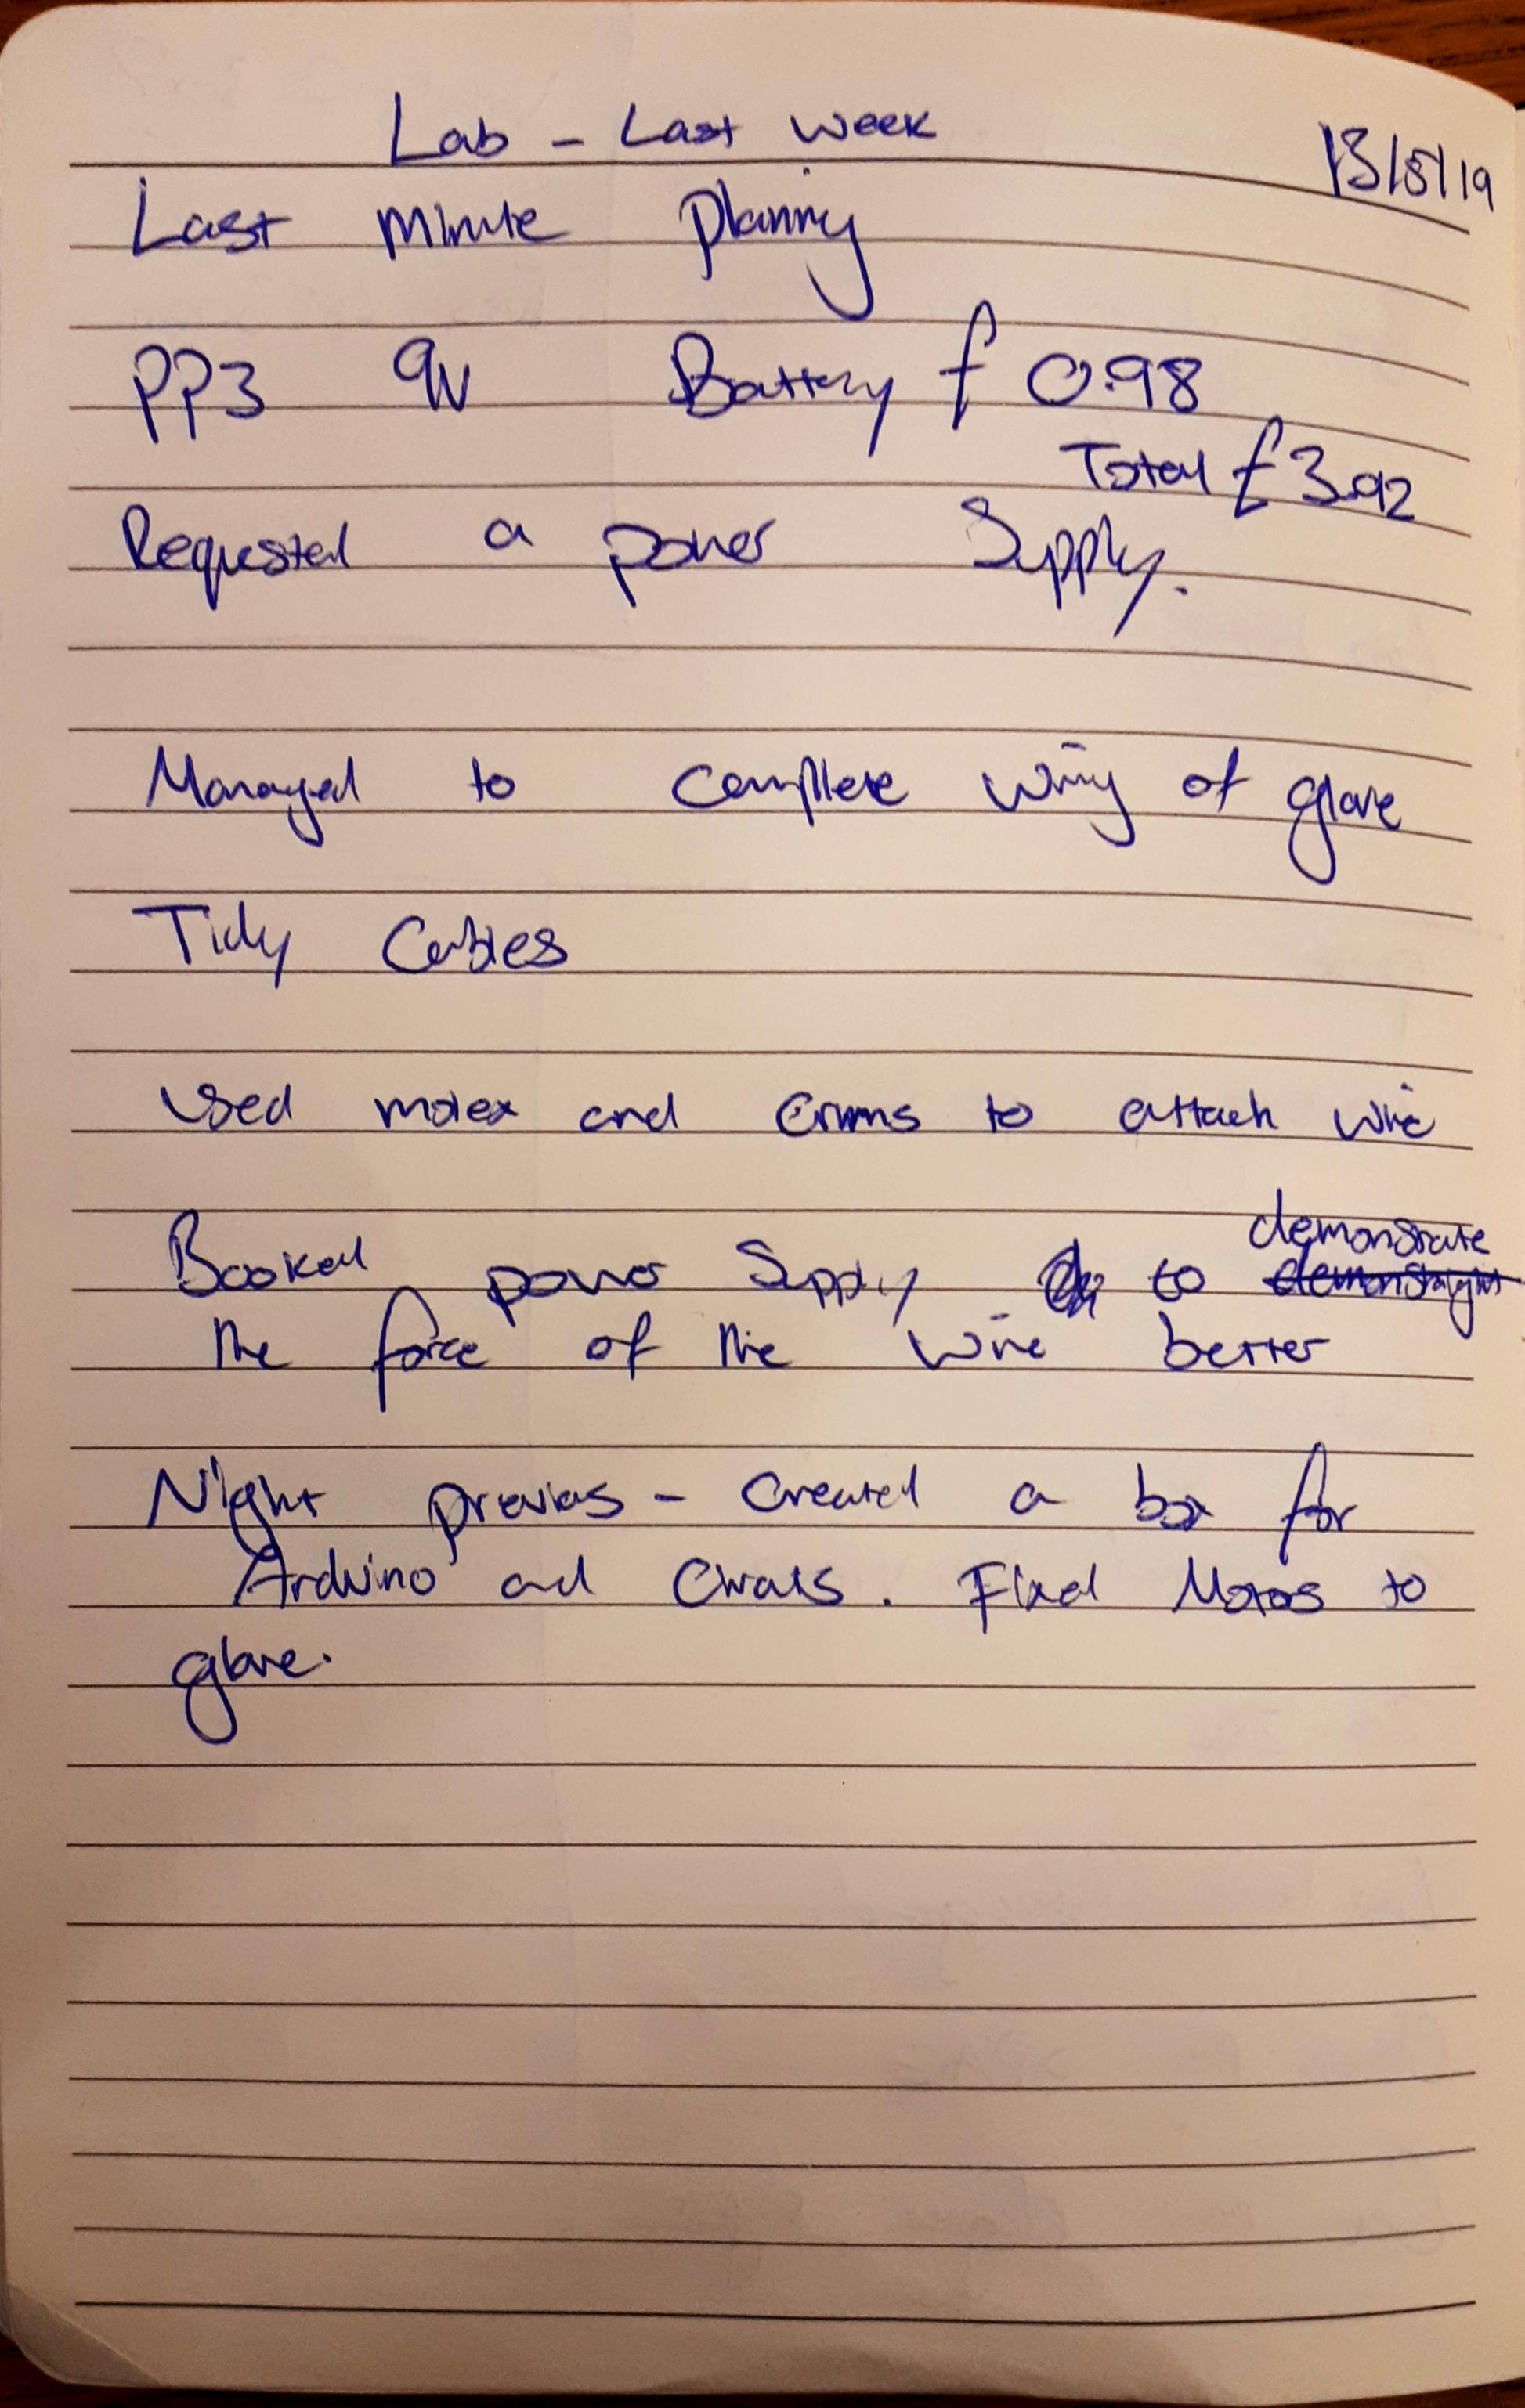 Lab - Last week
13/5/19
Last minute planning
PP3 9v Battery £0.98
Total £3.92
Requested a power supply.
Managed to complete wiring of glove
Tidy Cables
Used molex and crimps to attach wire
Booked power supply to demonstrate
the force of the wire better
Night previous - Created a box for
Arduino and Circuits. Fixed Motors to
glove.